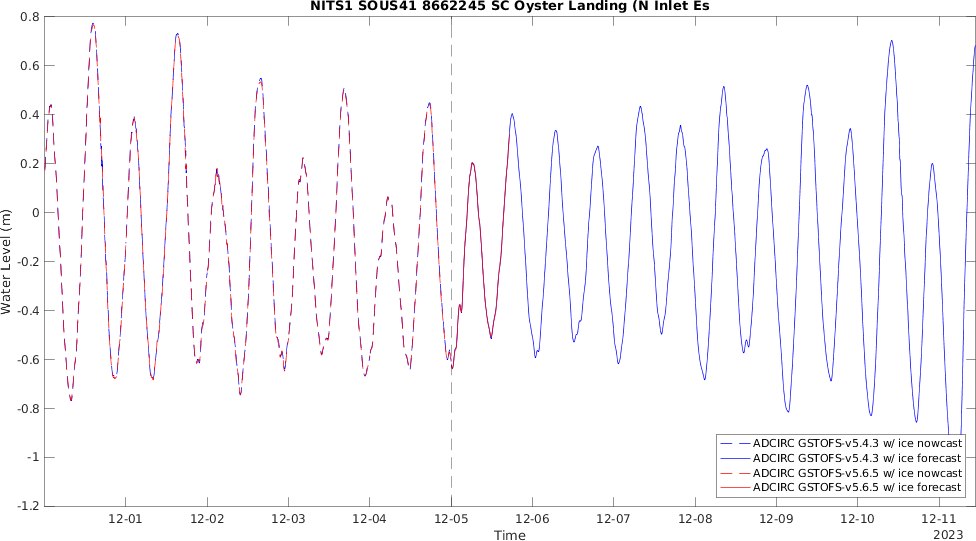 NITS1 SOUS41 8662245 SC Oyster Landing (N Inlet Es
0.8
0.6
0.4
0.2
0
-0.2
-0.4
-0.6
-0.8
-1
-1.2
Water Level (m)
ADCIRC GSTOFS-v5.4.3 w/ ice nowcast
ADCIRC GSTOFS-v5.4.3 w/ ice forecast
ADCIRC GSTOFS-v5.6.5 w/ ice nowcast
ADCIRC GSTOFS-v5.6.5 w/ ice forecast
12-01 12-02 12-03 12-04 12-05 12-06 12-07 12-08 12-09 12-10 12-11
Time
2023